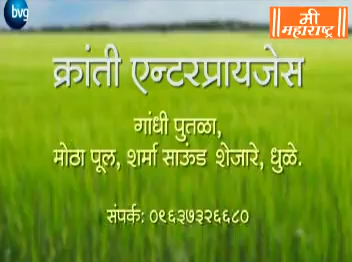 bvg
॥ मी ॥
महाराष्ट्र
क्रांती एन्टरप्रायजेस
गांधी पुतळा,
मोठा पूल, शर्मा साऊंड शेजारे, धुळे.
संपर्क: ०९६३७३२६६८०